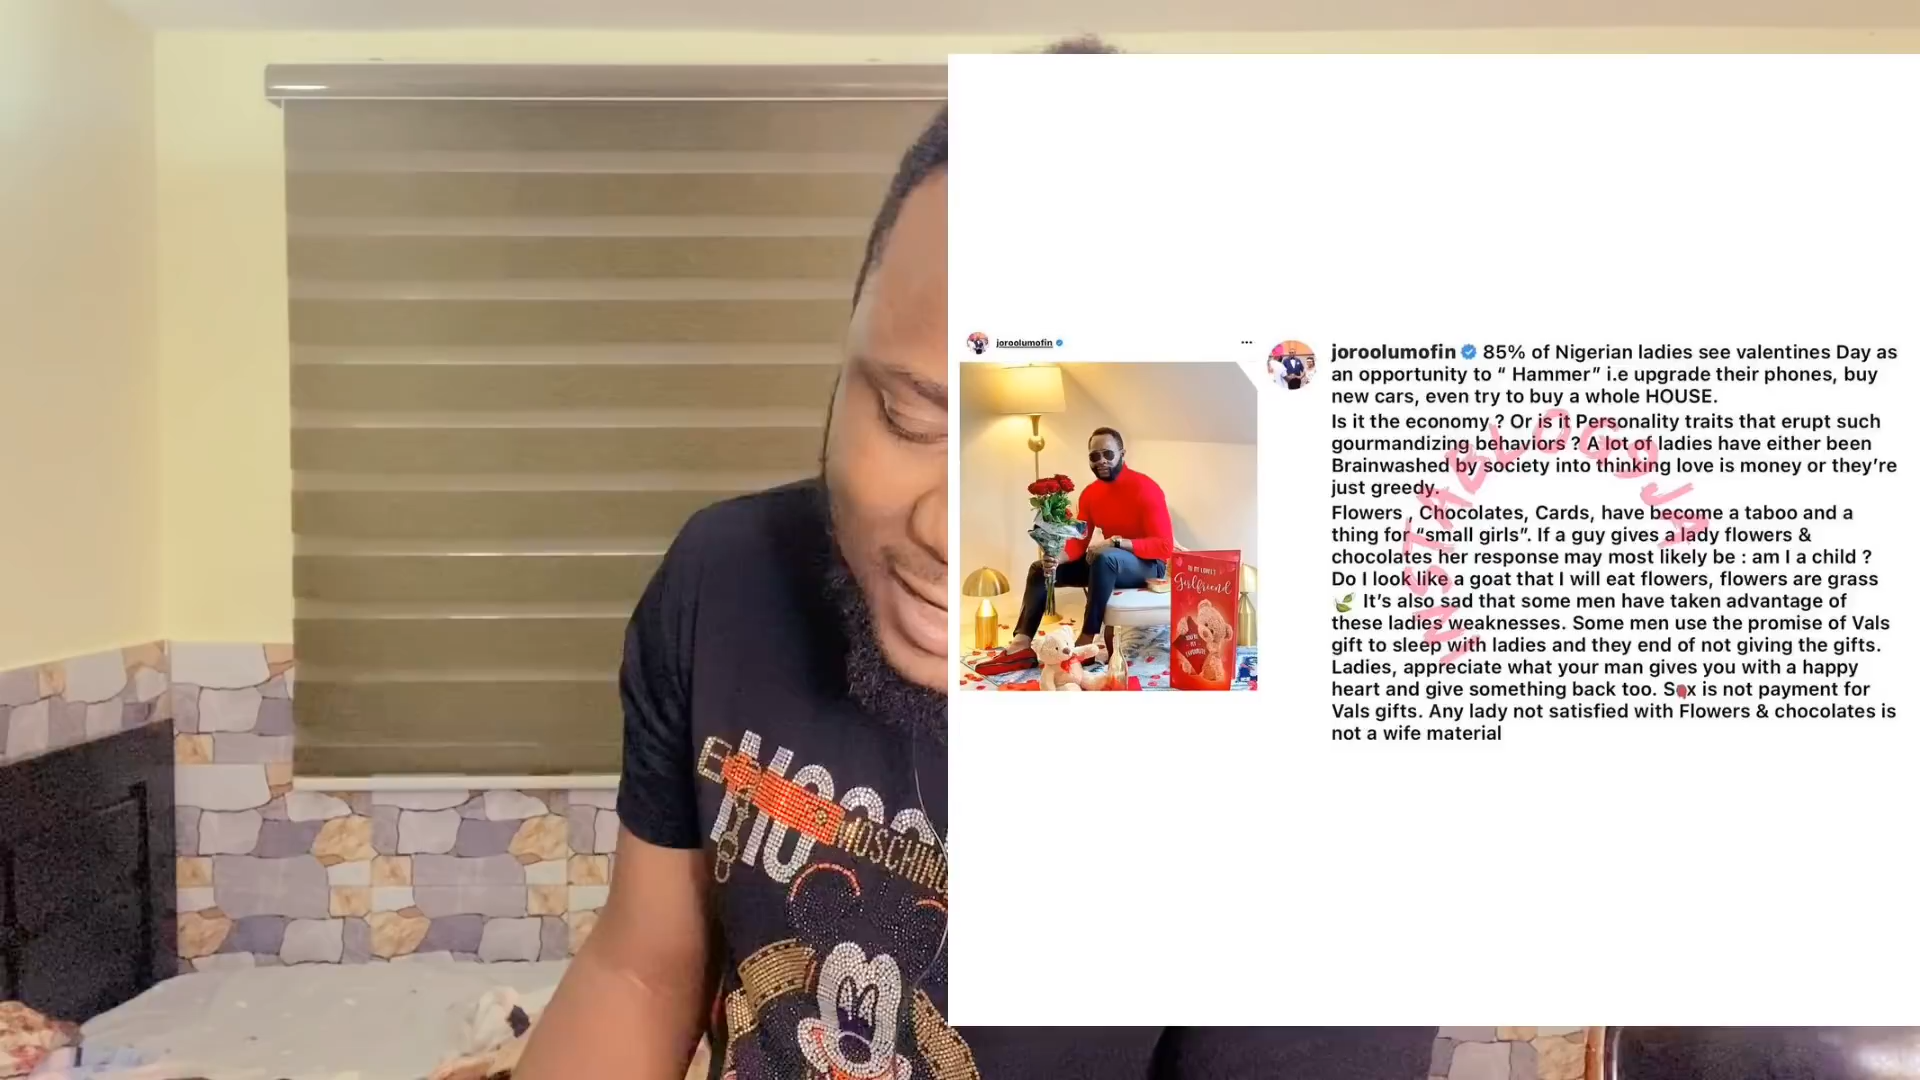 joroolumofin
joroolumofin 85% of Nigerian ladies see valentines Day as
an opportunity to “ Hammer” i.e upgrade their phones, buy
new cars, even try to buy a whole HOUSE.
Is it the economy ? Or is it Personality traits that erupt such
gourmandizing behaviors ? A lot of ladies have either been
Brainwashed by society into thinking love is money or they’re
just greedy.
Flowers , Chocolates, Cards, have become a taboo and a
thing for “small girls”. If a guy gives a lady flowers &
chocolates her response may most likely be : am I a child ?
Do I look like a goat that I will eat flowers, flowers are grass
🍃 It’s also sad that some men have taken advantage of
these ladies weaknesses. Some men use the promise of Vals
gift to sleep with ladies and they end of not giving the gifts.
Ladies, appreciate what your man gives you with a happy
heart and give something back too. Sex is not payment for
Vals gifts. Any lady not satisfied with Flowers & chocolates is
not a wife material
INSTABLOG9JA
Girlfriend
MOSCHINO